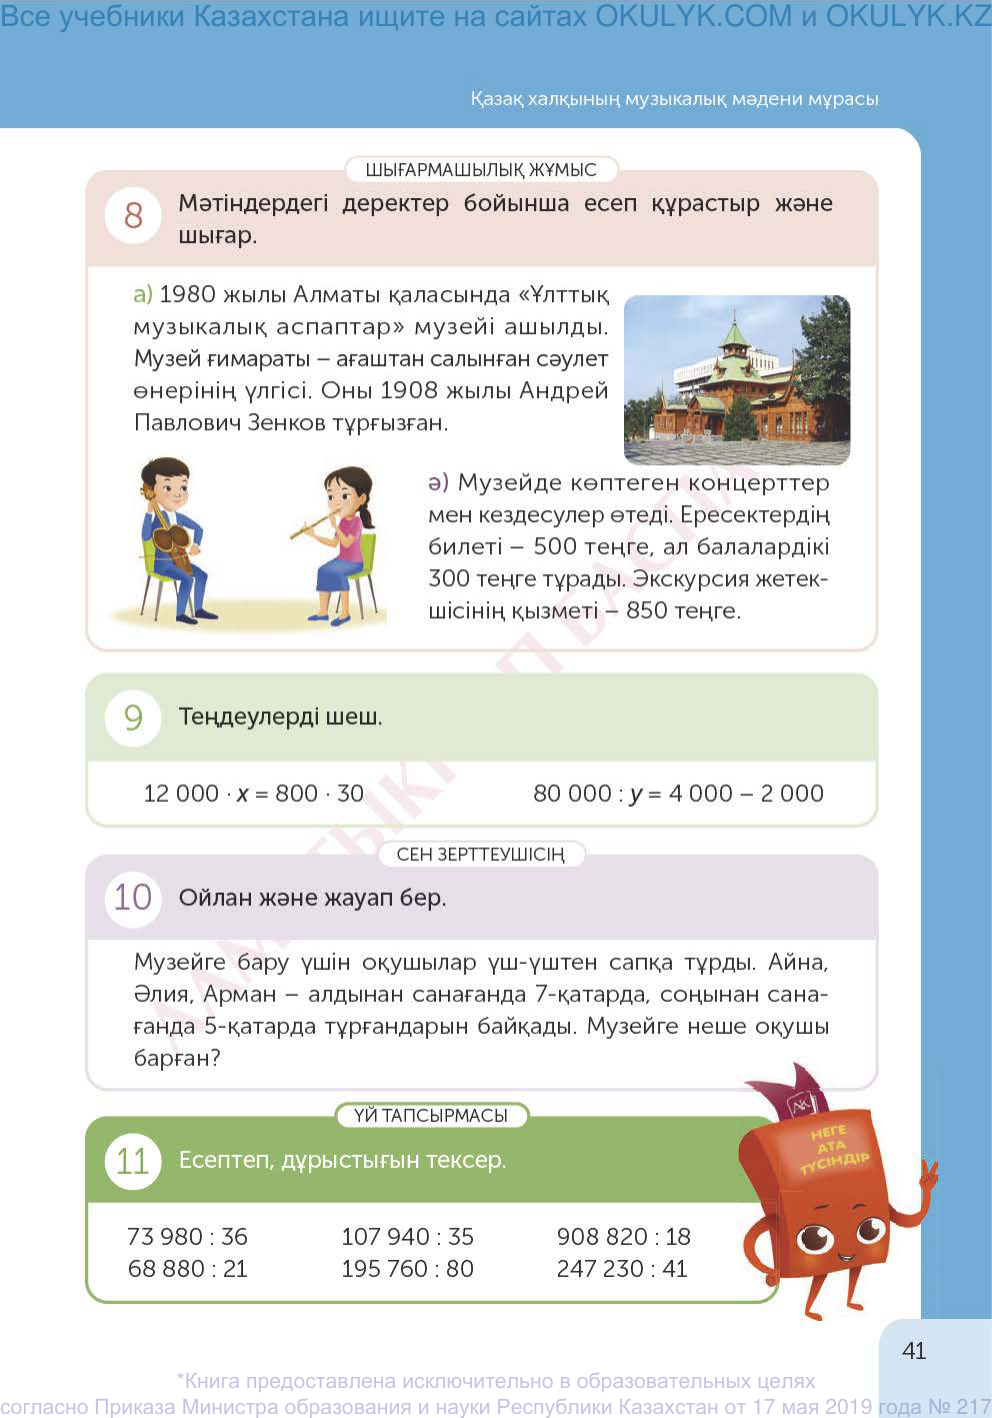 Все учебники Казахстана ищите на сайтах OKULYK.COM и OKULYK.KZ
Қазақ халқының музыкалық мәдени мұрасы
ШЫҒАРМАШЫЛЫҚ ЖҰМЫС
8 Мәтіндердегі деректер бойынша есеп құрастыр және
шығар.
а) 1980 жылы Алматы қаласында «Ұлттық
музыкалық аспаптар» музейі ашылды.
Музей ғимараты – ағаштан салынған сәулет
өнерінің үлгісі. Оны 1908 жылы Андрей
Павлович Зенков тұрғызған.
ә) Музейде көптеген концерттер
мен кездесулер өтеді. Ересектердің
билеті – 500 теңге, ал балалардікі
300 теңге тұрады. Экскурсия жетек-
шісінің қызметі – 850 теңге.
9 Теңдеулерді шеш.
12 000 · x = 800 · 30 80 000 : y = 4 000 – 2 000
СЕН ЗЕРТТЕУШІСІҢ
10 Ойлан және жауап бер.
Музейге бару үшін оқушылар үш-үштен сапқа тұрды. Айна,
Әлия, Арман – алдынан санағанда 7-қатарда, соңынан сана-
ғанда 5-қатарда тұрғандарын байқады. Музейге неше оқушы
барған?
ҮЙ ТАПСЫРМАСЫ
11 Есептеп, дұрыстығын тексер.
73 980 : 36 107 940 : 35 908 820 : 18
68 880 : 21 195 760 : 80 247 230 : 41
АК
НЕГЕ
АТА
ТҮСІНДІР
41
*Книга предоставлена исключительно в образовательных целях
согласно Приказа Министра образования и науки Республики Казахстан от 17 мая 2019 года № 217